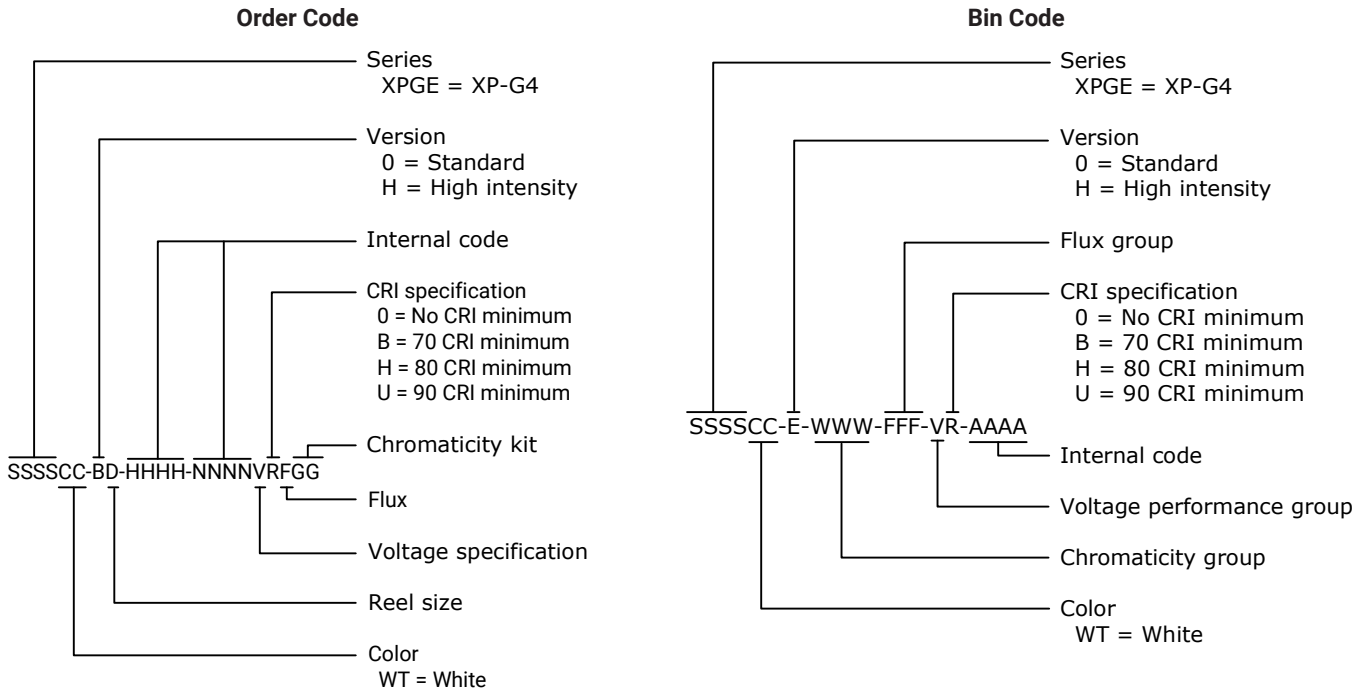 Order Code
Series
XPGE = XP-G4
Version
0 = Standard
H = High intensity
Internal code
CRI specification
0 = No CRI minimum
B = 70 CRI minimum
H = 80 CRI minimum
U = 90 CRI minimum
Chromaticity kit
SSSSCC-BD-HHHH-NNNNVRFGG
Flux
Voltage specification
Reel size
Color
WT = White
Bin Code
Series
XPGE = XP-G4
Version
0 = Standard
H = High intensity
Flux group
CRI specification
0 = No CRI minimum
B = 70 CRI minimum
H = 80 CRI minimum
U = 90 CRI minimum
SSSSCC-E-WWW-FFF-VR-AAAA
Internal code
Voltage performance group
Chromaticity group
Color
WT = White